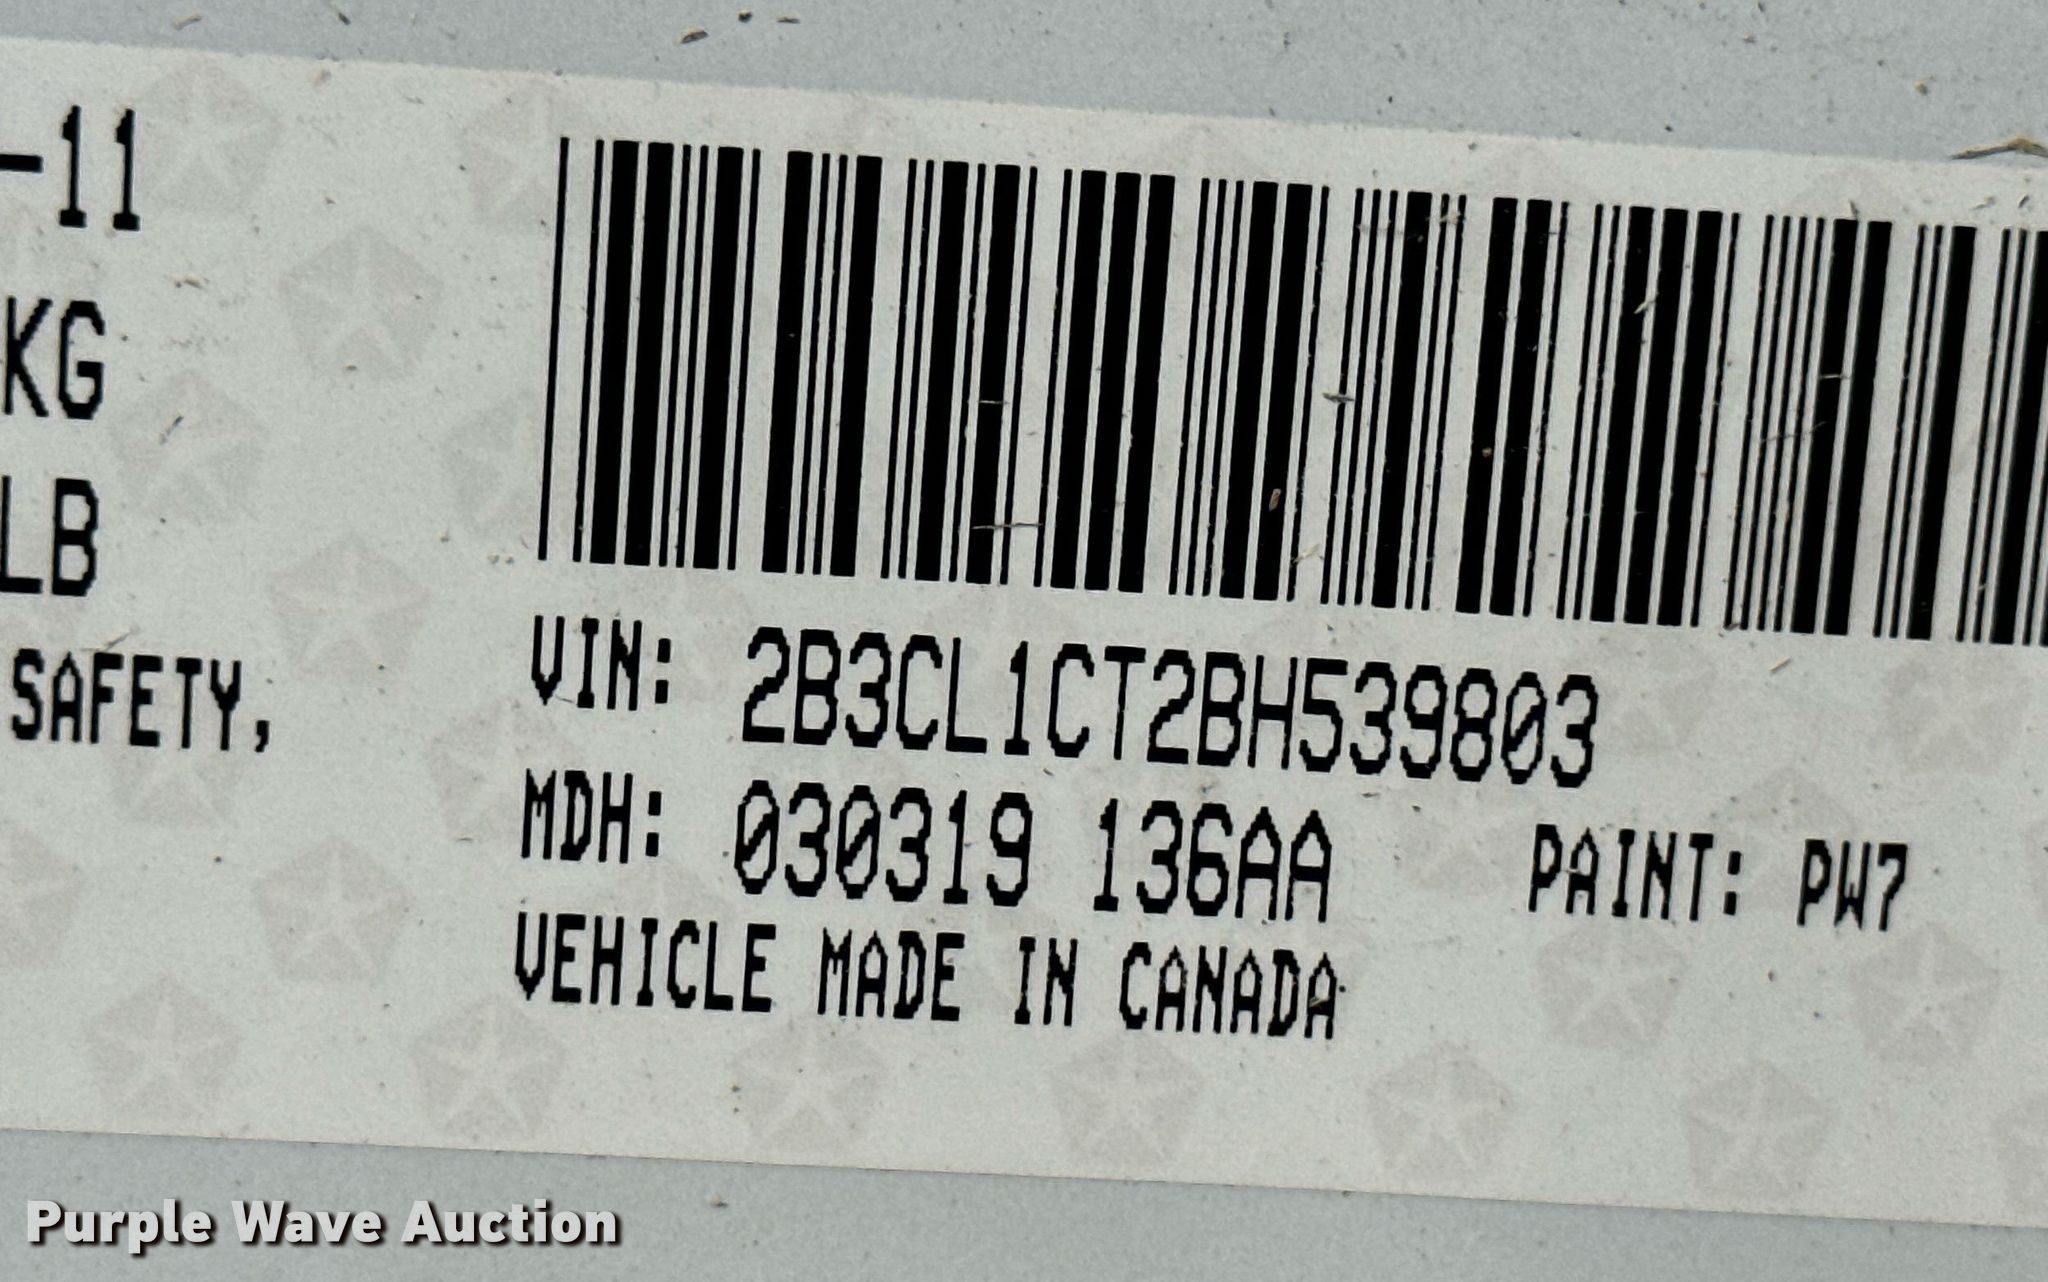 -11
KG
LB
SAFETY,
VIN: 2B3CL1CT2BH539803
MDH: 030319 136AA PAINT: PW7
VEHICLE MADE IN CANADA
Purple Wave Auction